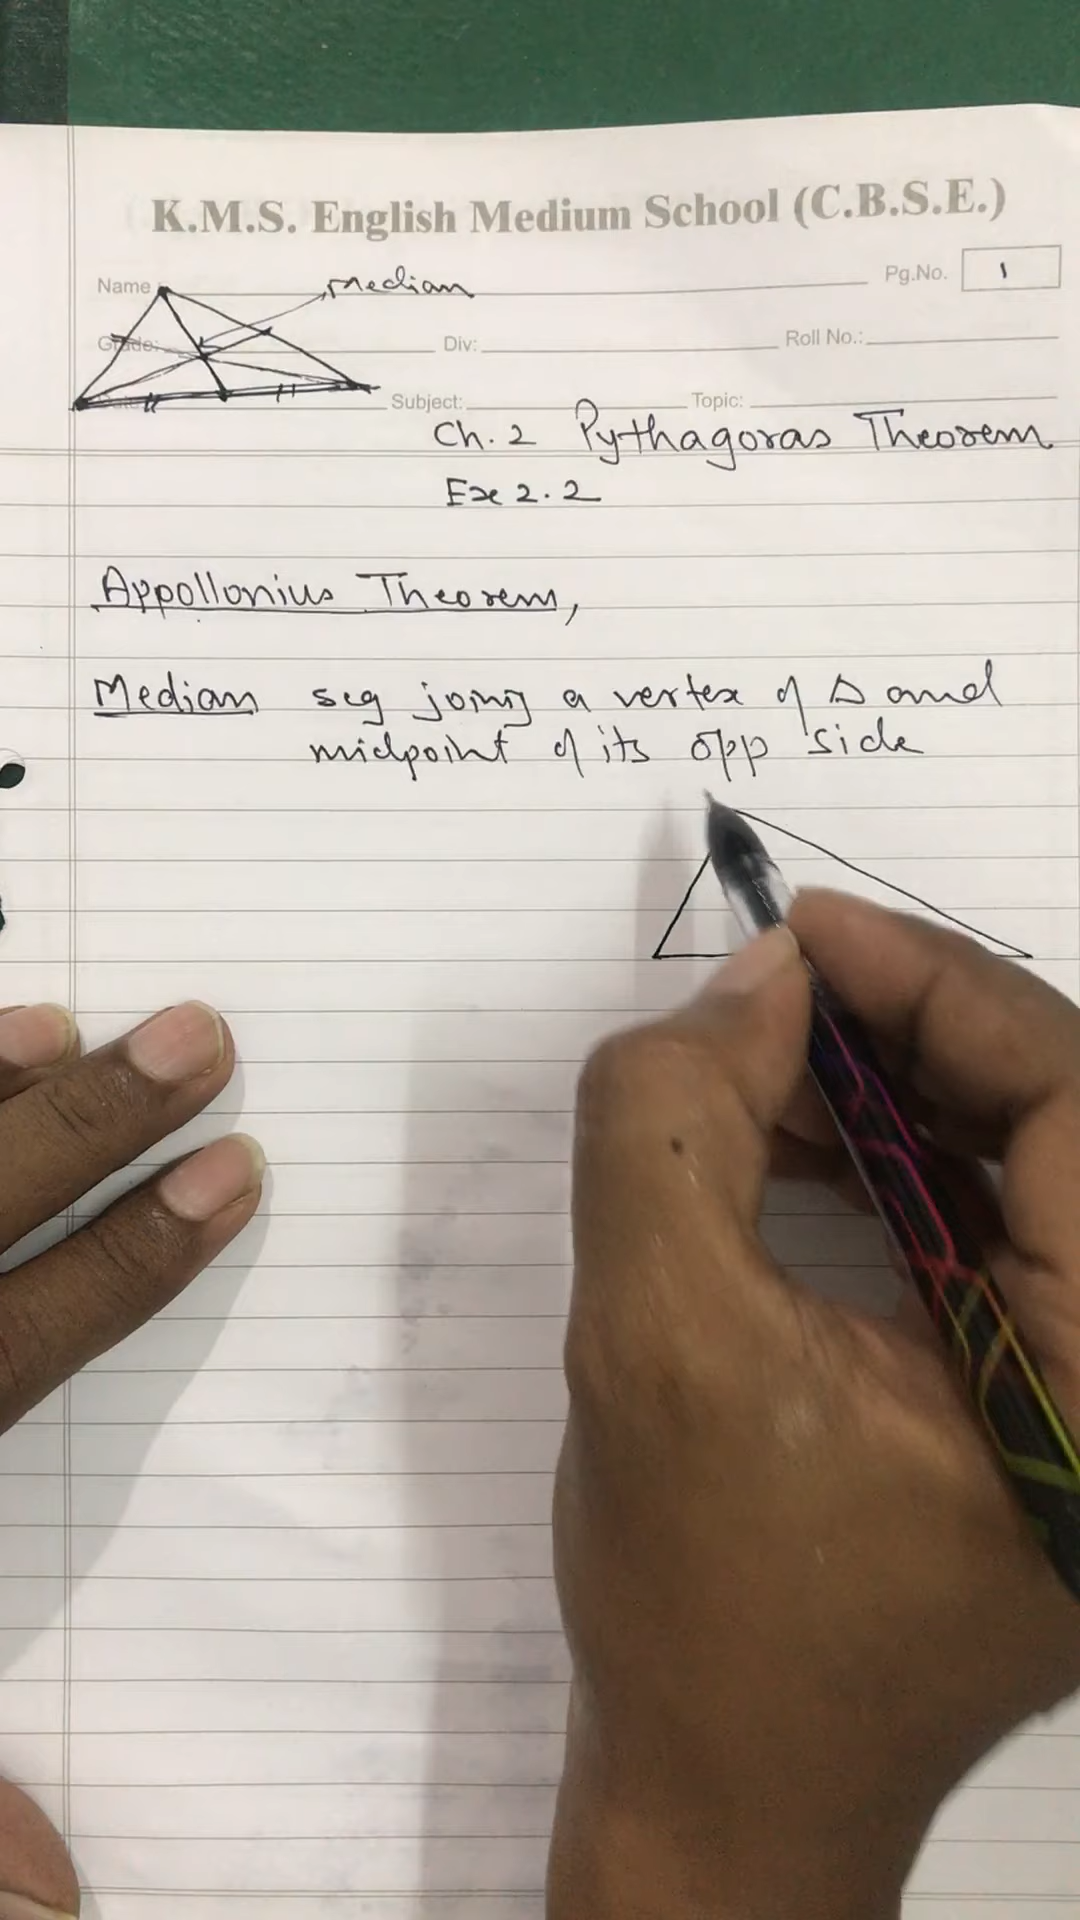 K.M.S. English Medium School (C.B.S.E.)
Name Median Pg.No. 1
Grade: Div: Roll No.:
Subject: Topic:
Ch. 2 Pythagoras Theorem
Ex 2.2
Appollonius Theorem,
Median seg joing a vertex of Δ and
midpoint of its opp side